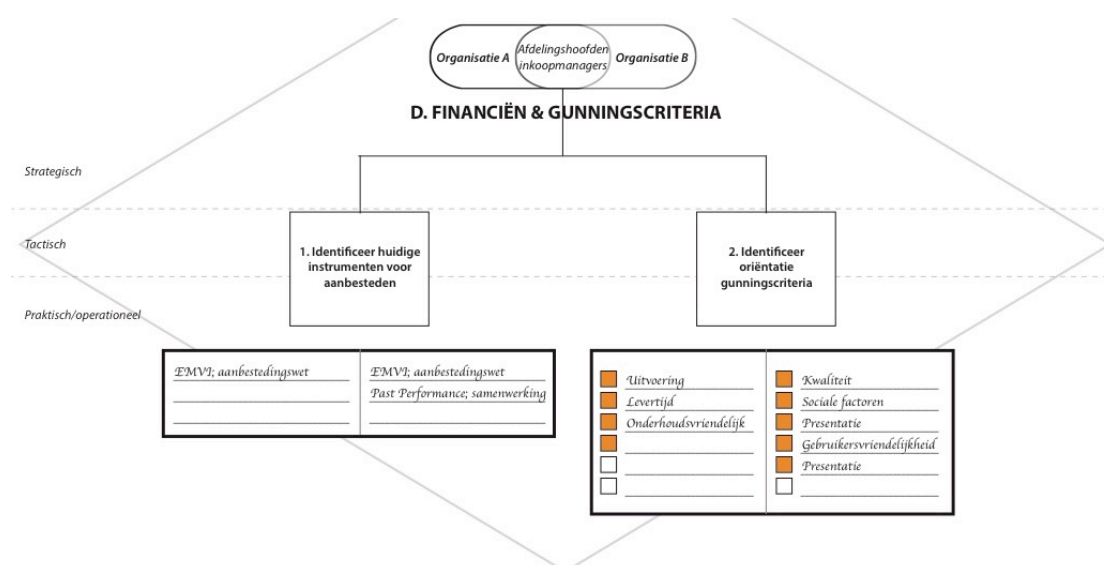 Organisatie A
Afdelingshoofden
inkoopmanagers
Organisatie B
D. FINANCIËN & GUNNINGSCRITERIA
Strategisch
Tactisch
Praktisch/operationeel
1. Identificeer huidige
instrumenten voor
aanbesteden
2. Identificeer
oriëntatie
gunningscriteria
EMVI; aanbestedingswet
EMVI; aanbestedingswet
Past Performance; samenwerking
Uitvoering
Levertijd
Onderhoudsvriendelijk
Kwaliteit
Sociale factoren
Presentatie
Gebruikersvriendelijkheid
Presentatie